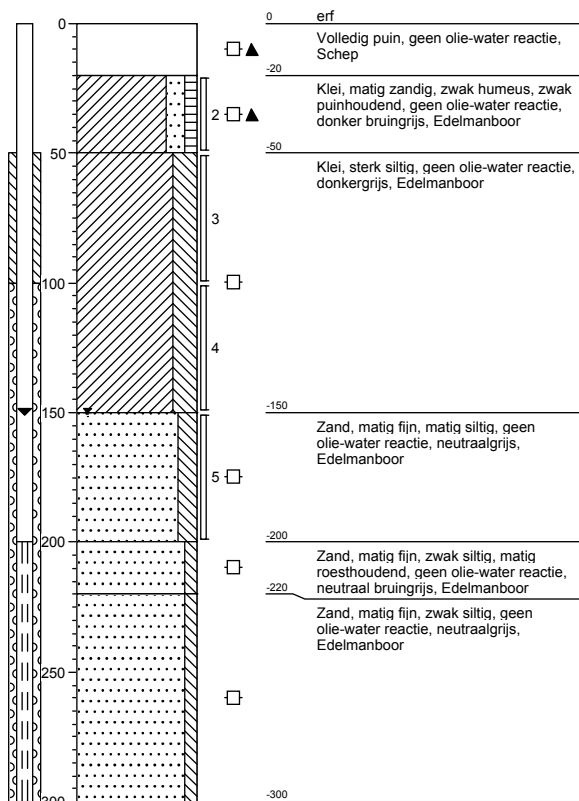 0
0
erf
Volledig puin, geen olie-water reactie,
Schep
-20
Klei, matig zandig, zwak humeus, zwak
puinhoudend, geen olie-water reactie,
donker bruingrijs, Edelmanboor
2
50
-50
Klei, sterk siltig, geen olie-water reactie,
donkergrijs, Edelmanboor
3
100
4
150
-150
Zand, matig fijn, matig siltig, geen
olie-water reactie, neutraalgrijs,
Edelmanboor
5
200
-200
Zand, matig fijn, zwak siltig, matig
roesthoudend, geen olie-water reactie,
neutraal bruingrijs, Edelmanboor
-220
Zand, matig fijn, zwak siltig, geen
olie-water reactie, neutraalgrijs,
Edelmanboor
250
300
-300